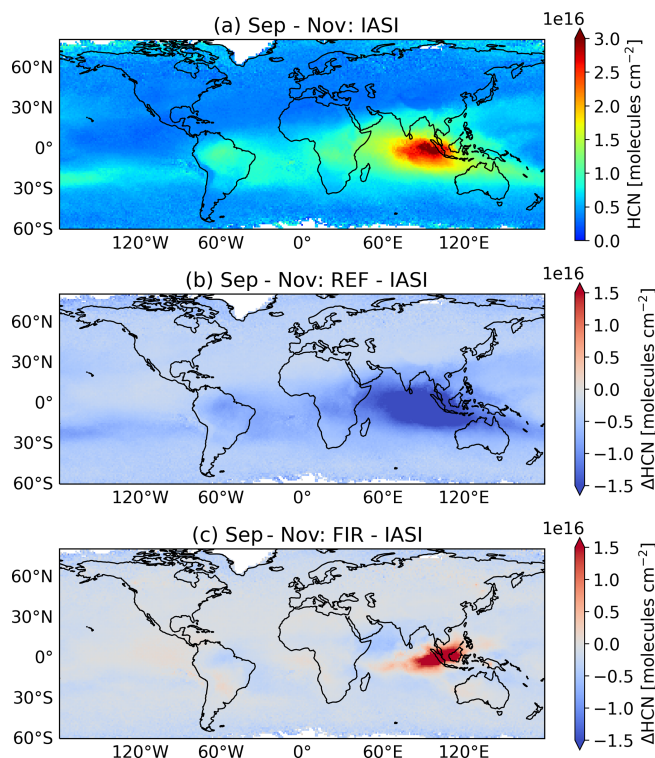 (a) Sep - Nov: IASI
1e16
60°N
30°N
0°
30°S
60°S
120°W
60°W
0°
60°E
120°E
3.0
2.5
2.0
1.5
1.0
0.5
0.0
HCN [molecules cm⁻²]
(b) Sep - Nov: REF - IASI
1e16
60°N
30°N
0°
30°S
60°S
120°W
60°W
0°
60°E
120°E
1.5
1.0
0.5
0.0
−0.5
−1.0
−1.5
ΔHCN [molecules cm⁻²]
(c) Sep - Nov: FIR - IASI
1e16
60°N
30°N
0°
30°S
60°S
120°W
60°W
0°
60°E
120°E
1.5
1.0
0.5
0.0
−0.5
−1.0
−1.5
ΔHCN [molecules cm⁻²]